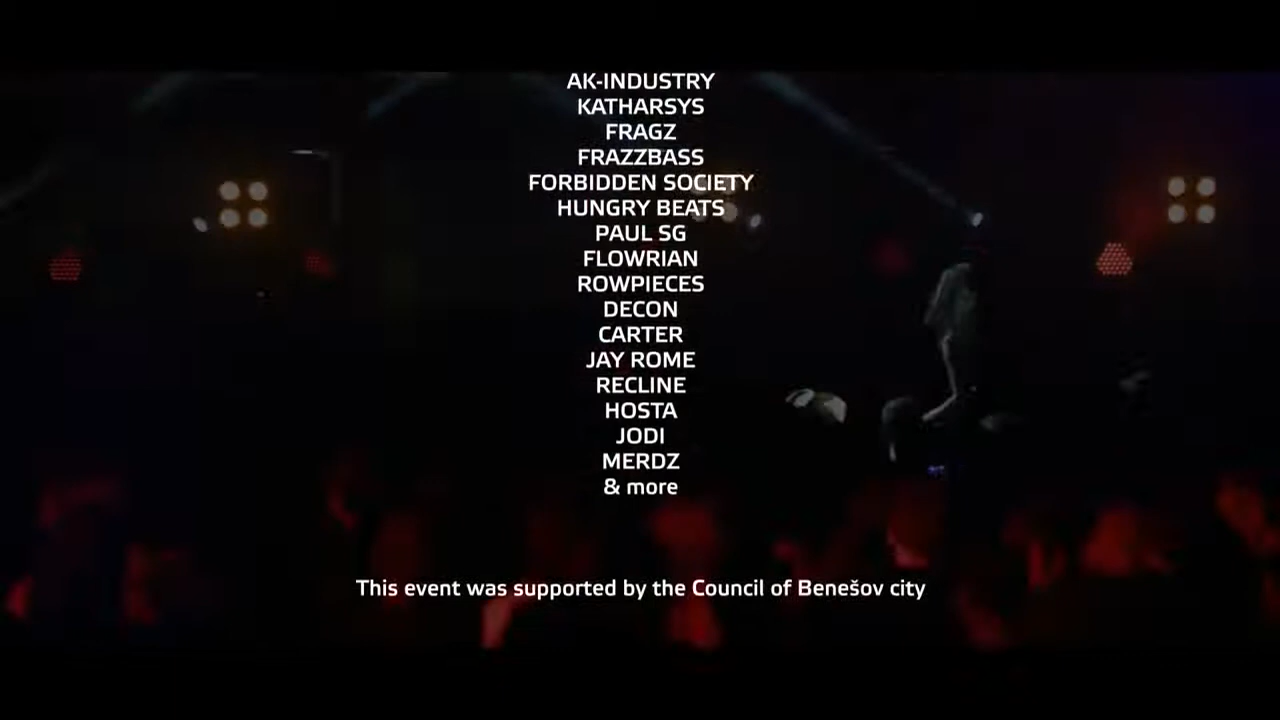 AK-INDUSTRY
KATHARSYS
FRAGZ
FRAZZBASS
FORBIDDEN SOCIETY
HUNGRY BEATS
PAUL SG
FLOWRIAN
ROWPIECES
DECON
CARTER
JAY ROME
RECLINE
HOSTA
JODI
MERDZ
& more
This event was supported by the Council of Benešov city